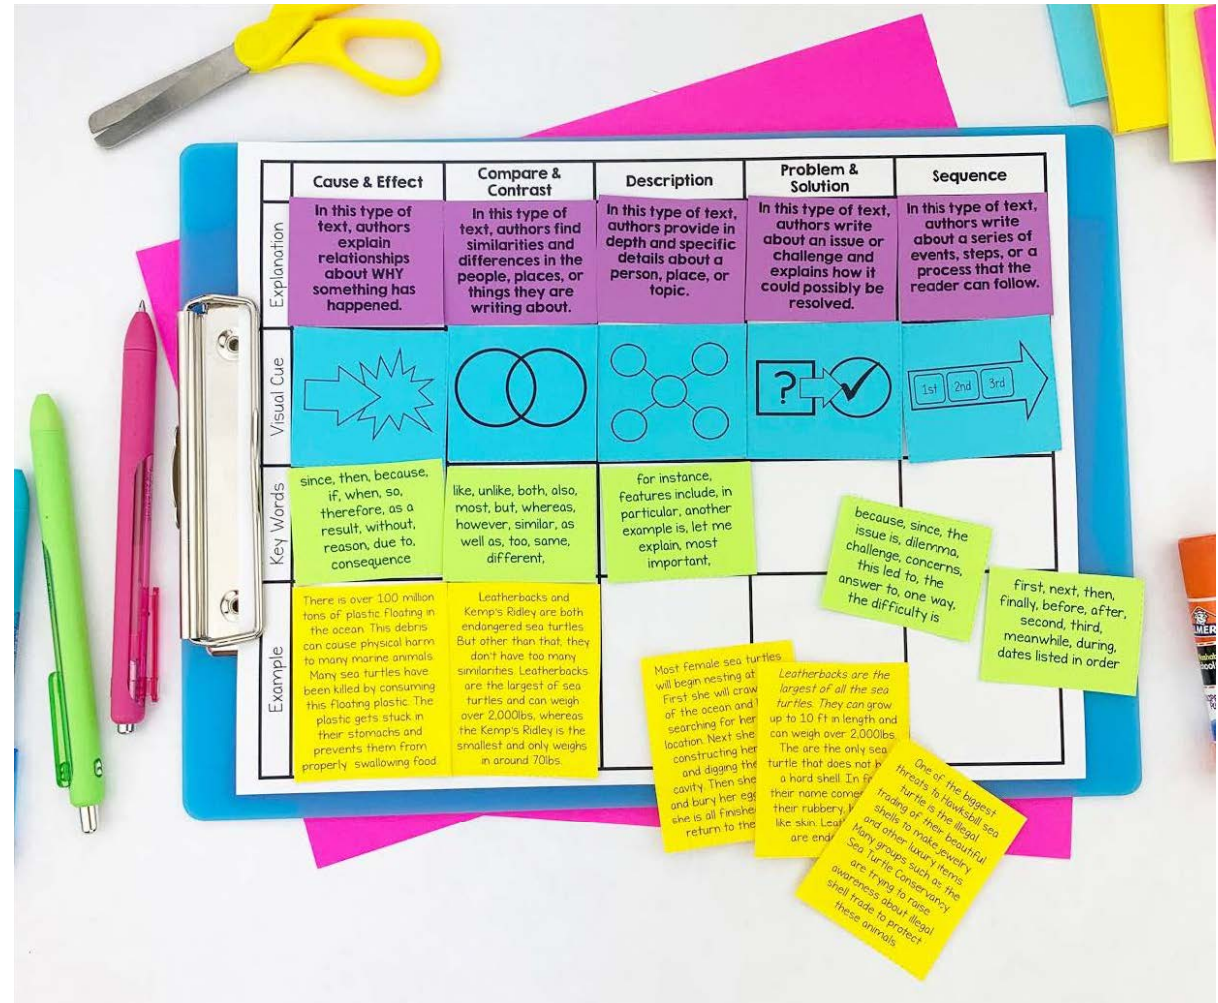 Cause & Effect
Compare &
Contrast
Description
Problem &
Solution
Sequence
Explanation
In this type of
text, authors
explain
relationships
about WHY
something has
happened.
In this type of
text, authors find
similarities and
differences in the
people, places, or
things they are
writing about.
In this type of text,
authors provide in
depth and specific
details about a
person, place, or
topic.
In this type of text,
authors write
about an issue or
challenge and
explains how it
could possibly be
resolved.
In this type of text,
authors write
about a series of
events, steps, or a
process that the
reader can follow.
Visual Cue
?
1st
2nd
3rd
Key Words
since, then, because,
if, when, so,
therefore, as a
result, without,
reason, due to,
consequence
like, unlike, both, also,
most, but, whereas,
however, similar, as
well as, too, same,
different,
for instance,
features include, in
particular, another
example is, let me
explain, most
important,
because, since, the
issue is, dilemma,
challenge, concerns,
this led to, the
answer to, one way,
the difficulty is
first, next, then,
finally, before, after,
second, third,
meanwhile, during,
dates listed in order
Example
There is over 100 million
tons of plastic floating in
the ocean. This debris
can cause physical harm
to many marine animals.
Many sea turtles have
been killed by consuming
this floating plastic. The
plastic gets stuck in
their stomachs and
prevents them from
properly swallowing food
Leatherbacks and
Kemp's Ridley are both
endangered sea turtles
But other than that, they
don't have too many
similarities. Leatherbacks
are the largest of sea
turtles and can weigh
over 2,000lbs, whereas
the Kemp's Ridley is the
smallest and only weighs
in around 70lbs.
Most female sea turtles
will begin nesting at
First she will
of the ocean and
searching for her
location. Next she
constructing her
and digging the
cavity. Then she
and bury her
she is all
return to the
Leatherbacks are the
largest of all the sea
turtles. They can grow
up to 10 ft in length and
can weigh over 2,000lbs.
The are the only sea
turtle that does not
a hard shell. In
their name
their rubbery,
like skin.
are
One of the biggest
threats to Hawksbill sea
turtle is the illegal
trading of their beautiful
shells to make jewelry
and other luxury items
Many groups such as the
Sea Turtle Conservancy
are trying to raise
awareness about illegal
shell trade to protect
these animals